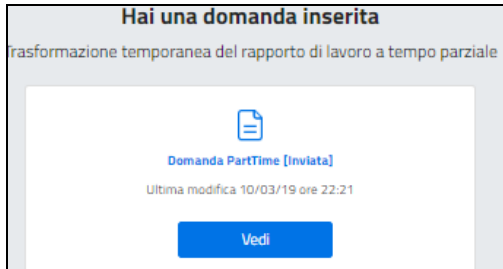 Hai una domanda inserita
Trasformazione temporanea del rapporto di lavoro a tempo parziale
Domanda PartTime [Inviata]
Ultima modifica 10/03/19 ore 22:21
Vedi